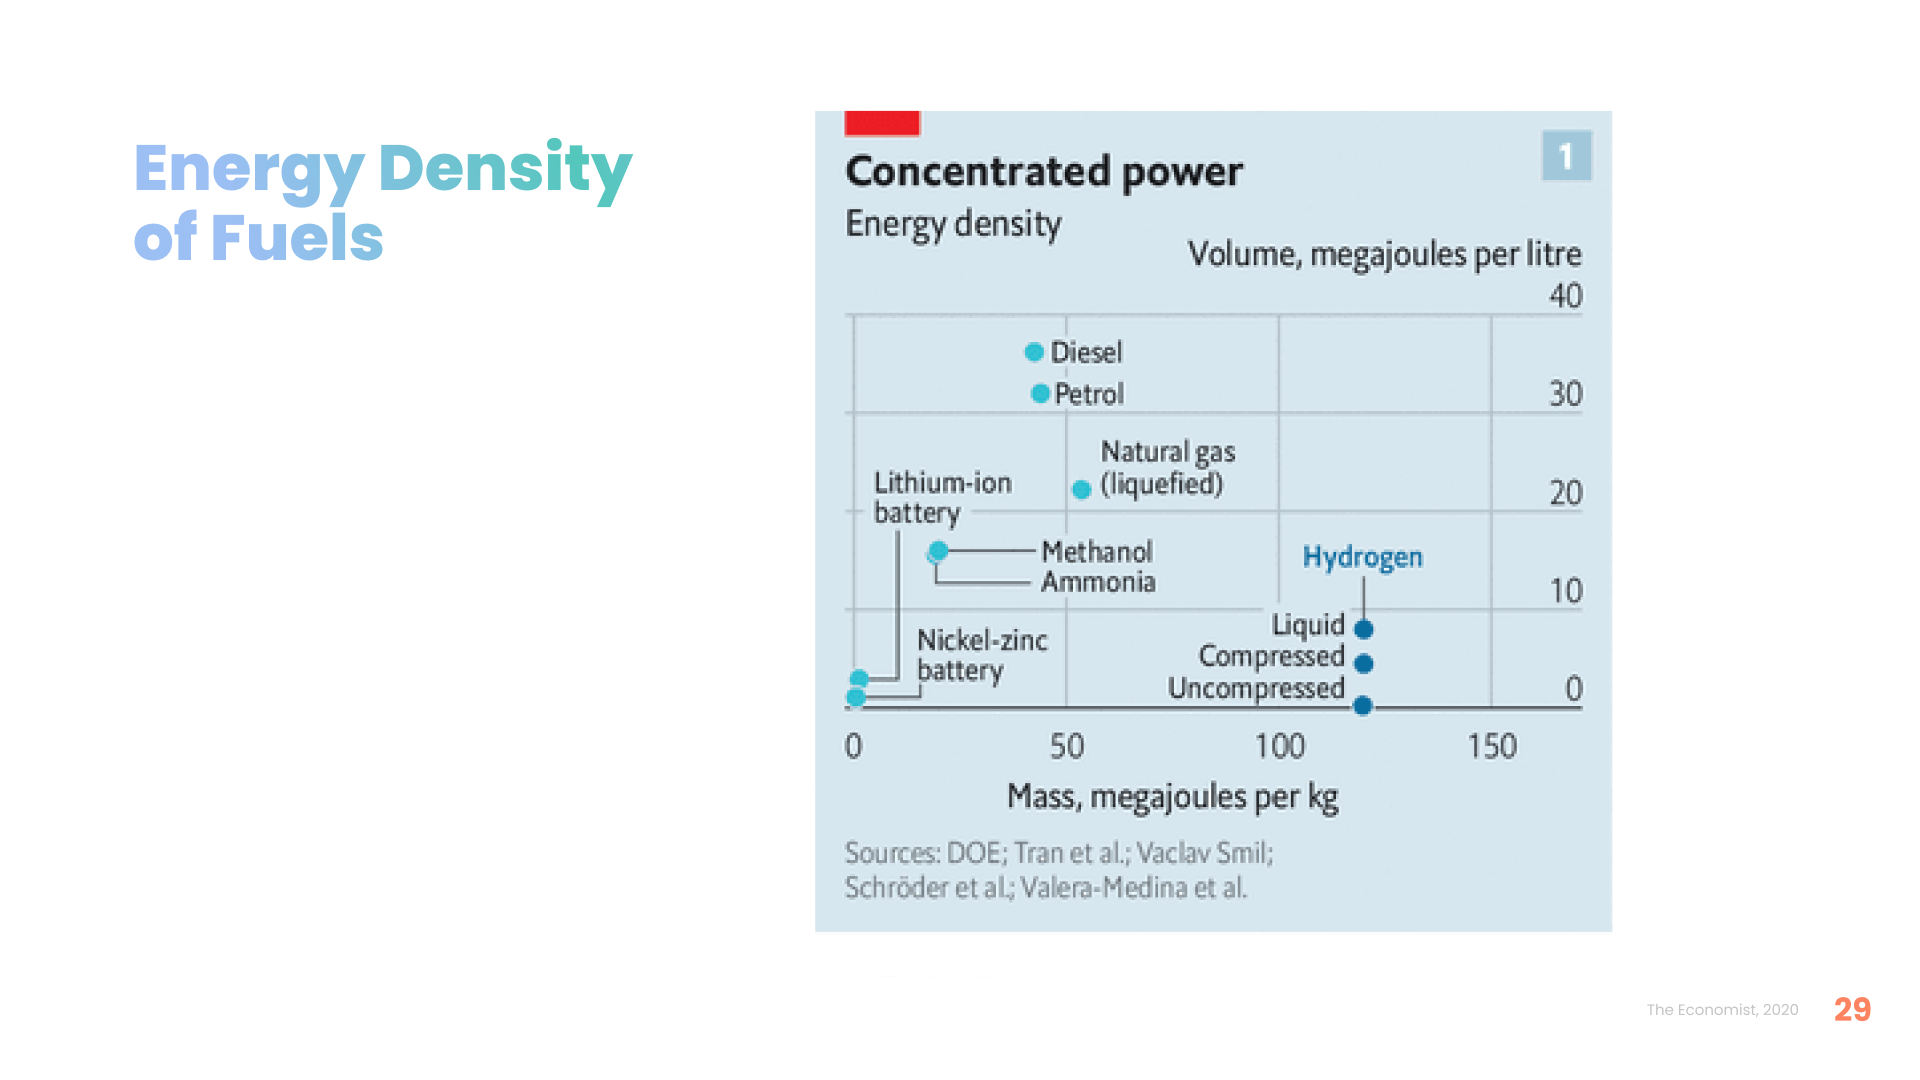 Energy Density
of Fuels
1
Concentrated power
Energy density
Volume, megajoules per litre
40
Diesel
Petrol
30
Natural gas
(liquefied)
Lithium-ion
battery
20
Methanol
Ammonia
Hydrogen
10
Liquid
Nickel-zinc
battery
Compressed
Uncompressed
0
0 50 100 150
Mass, megajoules per kg
Sources: DOE; Tran et al.; Vaclav Smil;
Schröder et al.; Valera-Medina et al.
The Economist, 2020
29